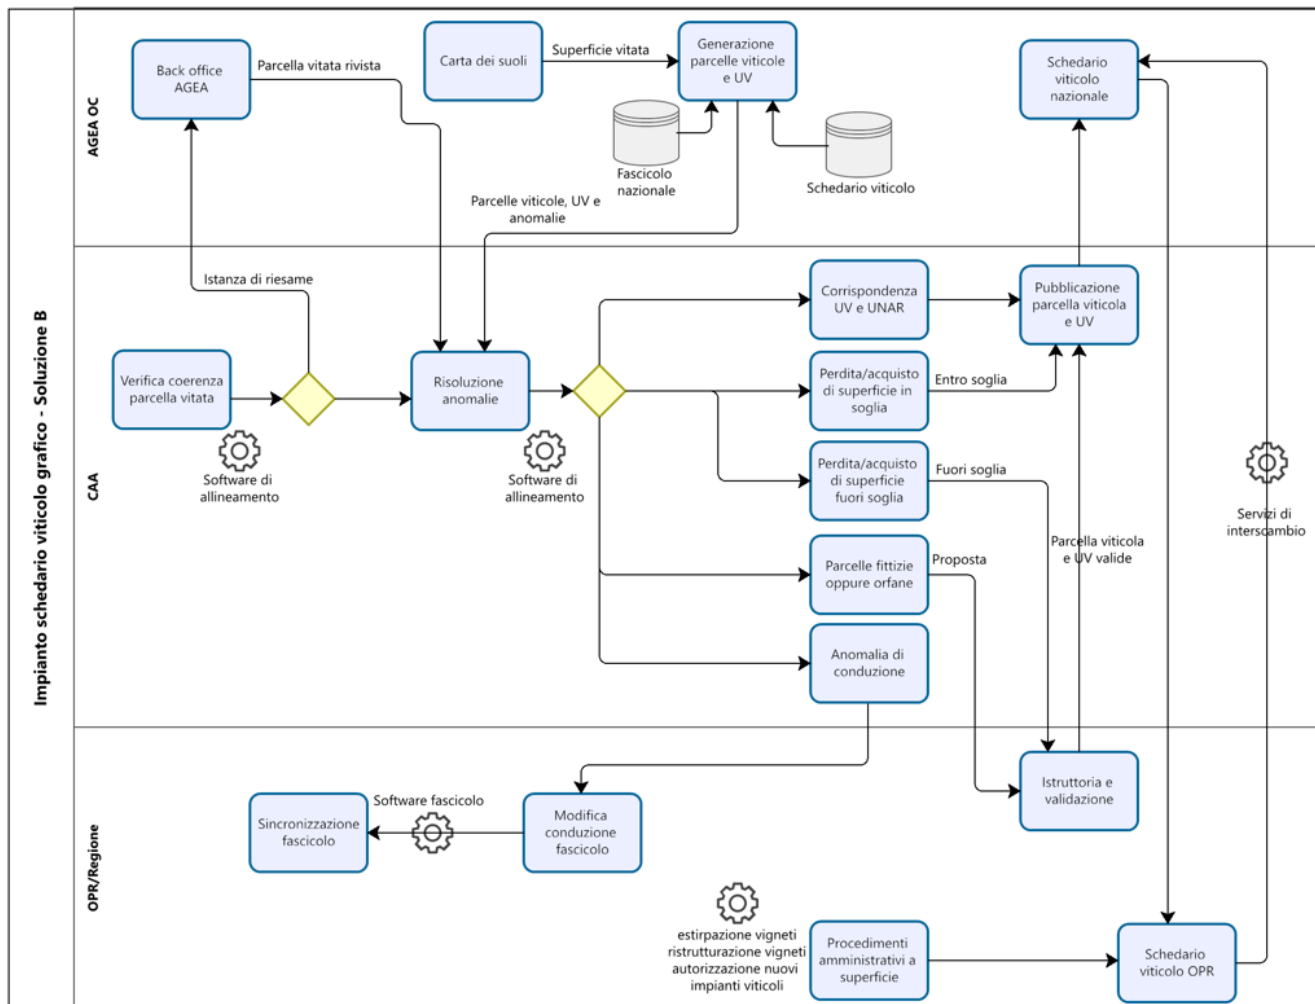 Impianto schedario viticolo grafico - Soluzione B
AGEA OC
Back office
AGEA
Parcella vitata rivista
Carta dei suoli
Superficie vitata
Generazione
parcelle viticole
e UV
Fascicolo
nazionale
Schedario viticolo
Schedario
viticolo
nazionale
Parcelle viticole, UV e
anomalie
CAA
Istanza di riesame
Verifica coerenza
parcella vitata
Software di
allineamento
Risoluzione
anomalie
Software di
allineamento
Corrispondenza
UV e UNAR
Pubblicazione
parcella viticola
e UV
Perdita/acquisto
di superficie in
soglia
Entro soglia
Perdita/acquisto
di superficie
fuori soglia
Fuori soglia
Parcella viticola
e UV valide
Servizi di
interscambio
Parcelle fittizie
oppure orfane
Proposta
Anomalia di
conduzione
OPR/Regione
Sincronizzazione
fascicolo
Software fascicolo
Modifica
conduzione
fascicolo
Istruttoria e
validazione
estirpazione vigneti
ristrutturazione vigneti
autorizzazione nuovi
impianti viticoli
Procedimenti
amministrativi a
superficie
Schedario
viticolo OPR